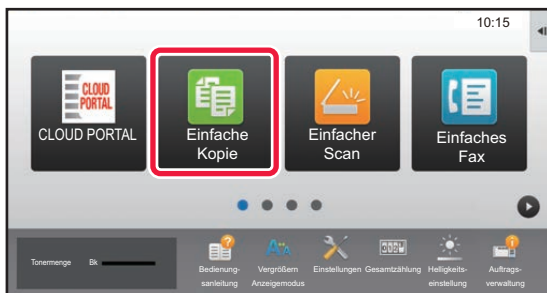 10:15
CLOUD
PORTAL
CLOUD PORTAL
Einfache
Kopie
Einfacher
Scan
Einfaches
Fax
Tonermenge Bk
Bedienung-
sanleitung
Vergrößern
Anzeigemodus
Einstellungen
Gesamtzählung
Helligkeits-
einstellung
Auftrags-
verwaltung